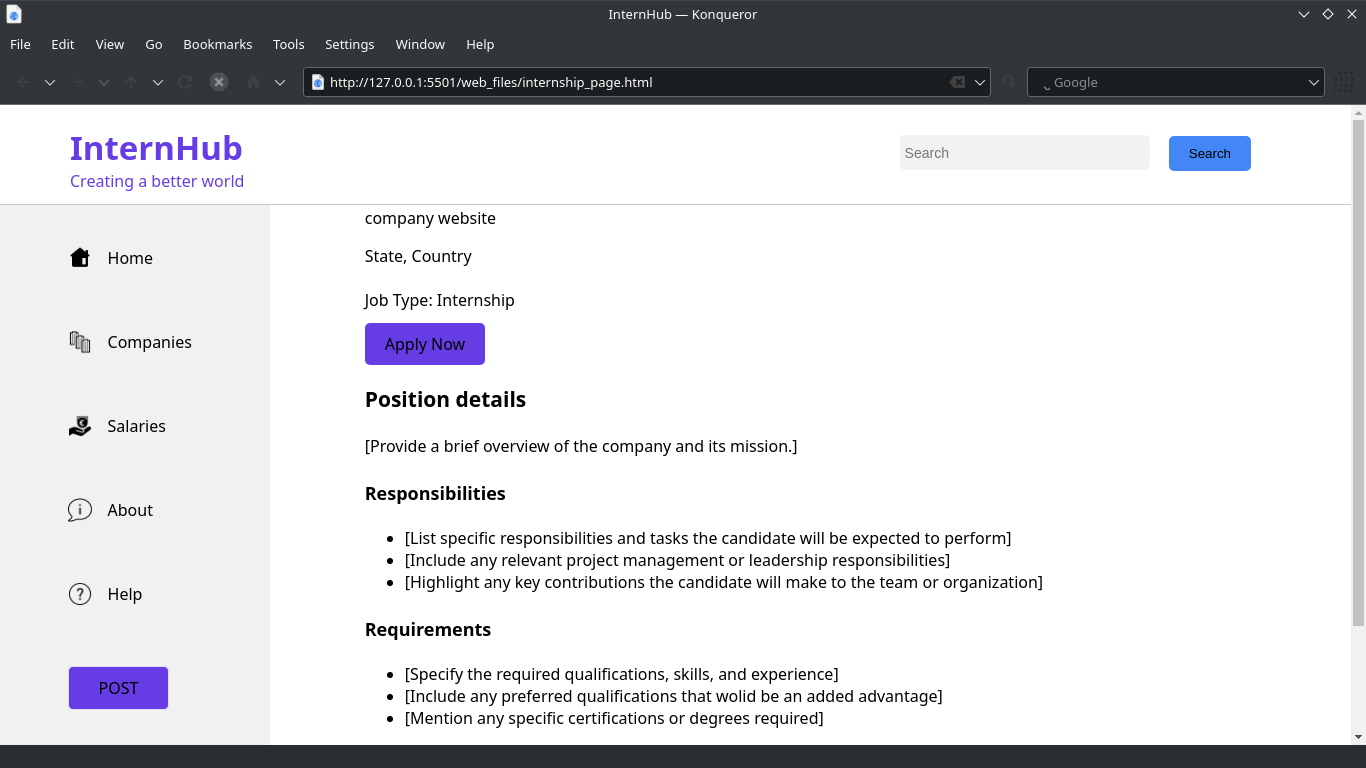 InternHub — Konqueror
File Edit View Go Bookmarks Tools Settings Window Help
http://127.0.0.1:5501/web_files/internship_page.html
Google
InternHub
Creating a better world
Search
Search
Home
Companies
Salaries
About
Help
POST
company website
State, Country
Job Type: Internship
Apply Now
Position details
[Provide a brief overview of the company and its mission.]
Responsibilities
• [List specific responsibilities and tasks the candidate will be expected to perform]
• [Include any relevant project management or leadership responsibilities]
• [Highlight any key contributions the candidate will make to the team or organization]
Requirements
• [Specify the required qualifications, skills, and experience]
• [Include any preferred qualifications that wolid be an added advantage]
• [Mention any specific certifications or degrees required]